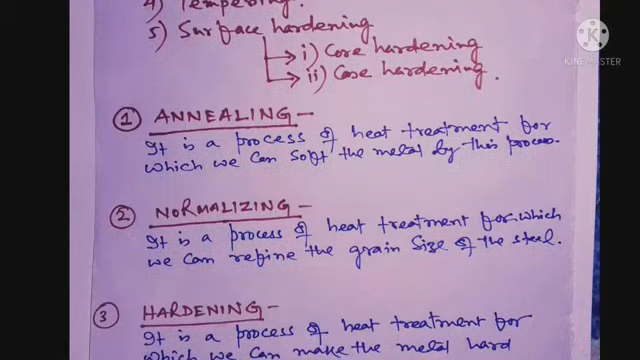 4) Tempering.
5) Surface hardening
i) Core hardening
ii) Case hardening.
① ANNEALING -
It is a process of heat treatment for
which we can soft the metal by this process.
② NORMALIZING -
It is a process of heat treatment for which
we can refine the grain size of the steel.
③ HARDENING -
It is a process of heat treatment for
which we can make the metal hard
K
KINEMASTER